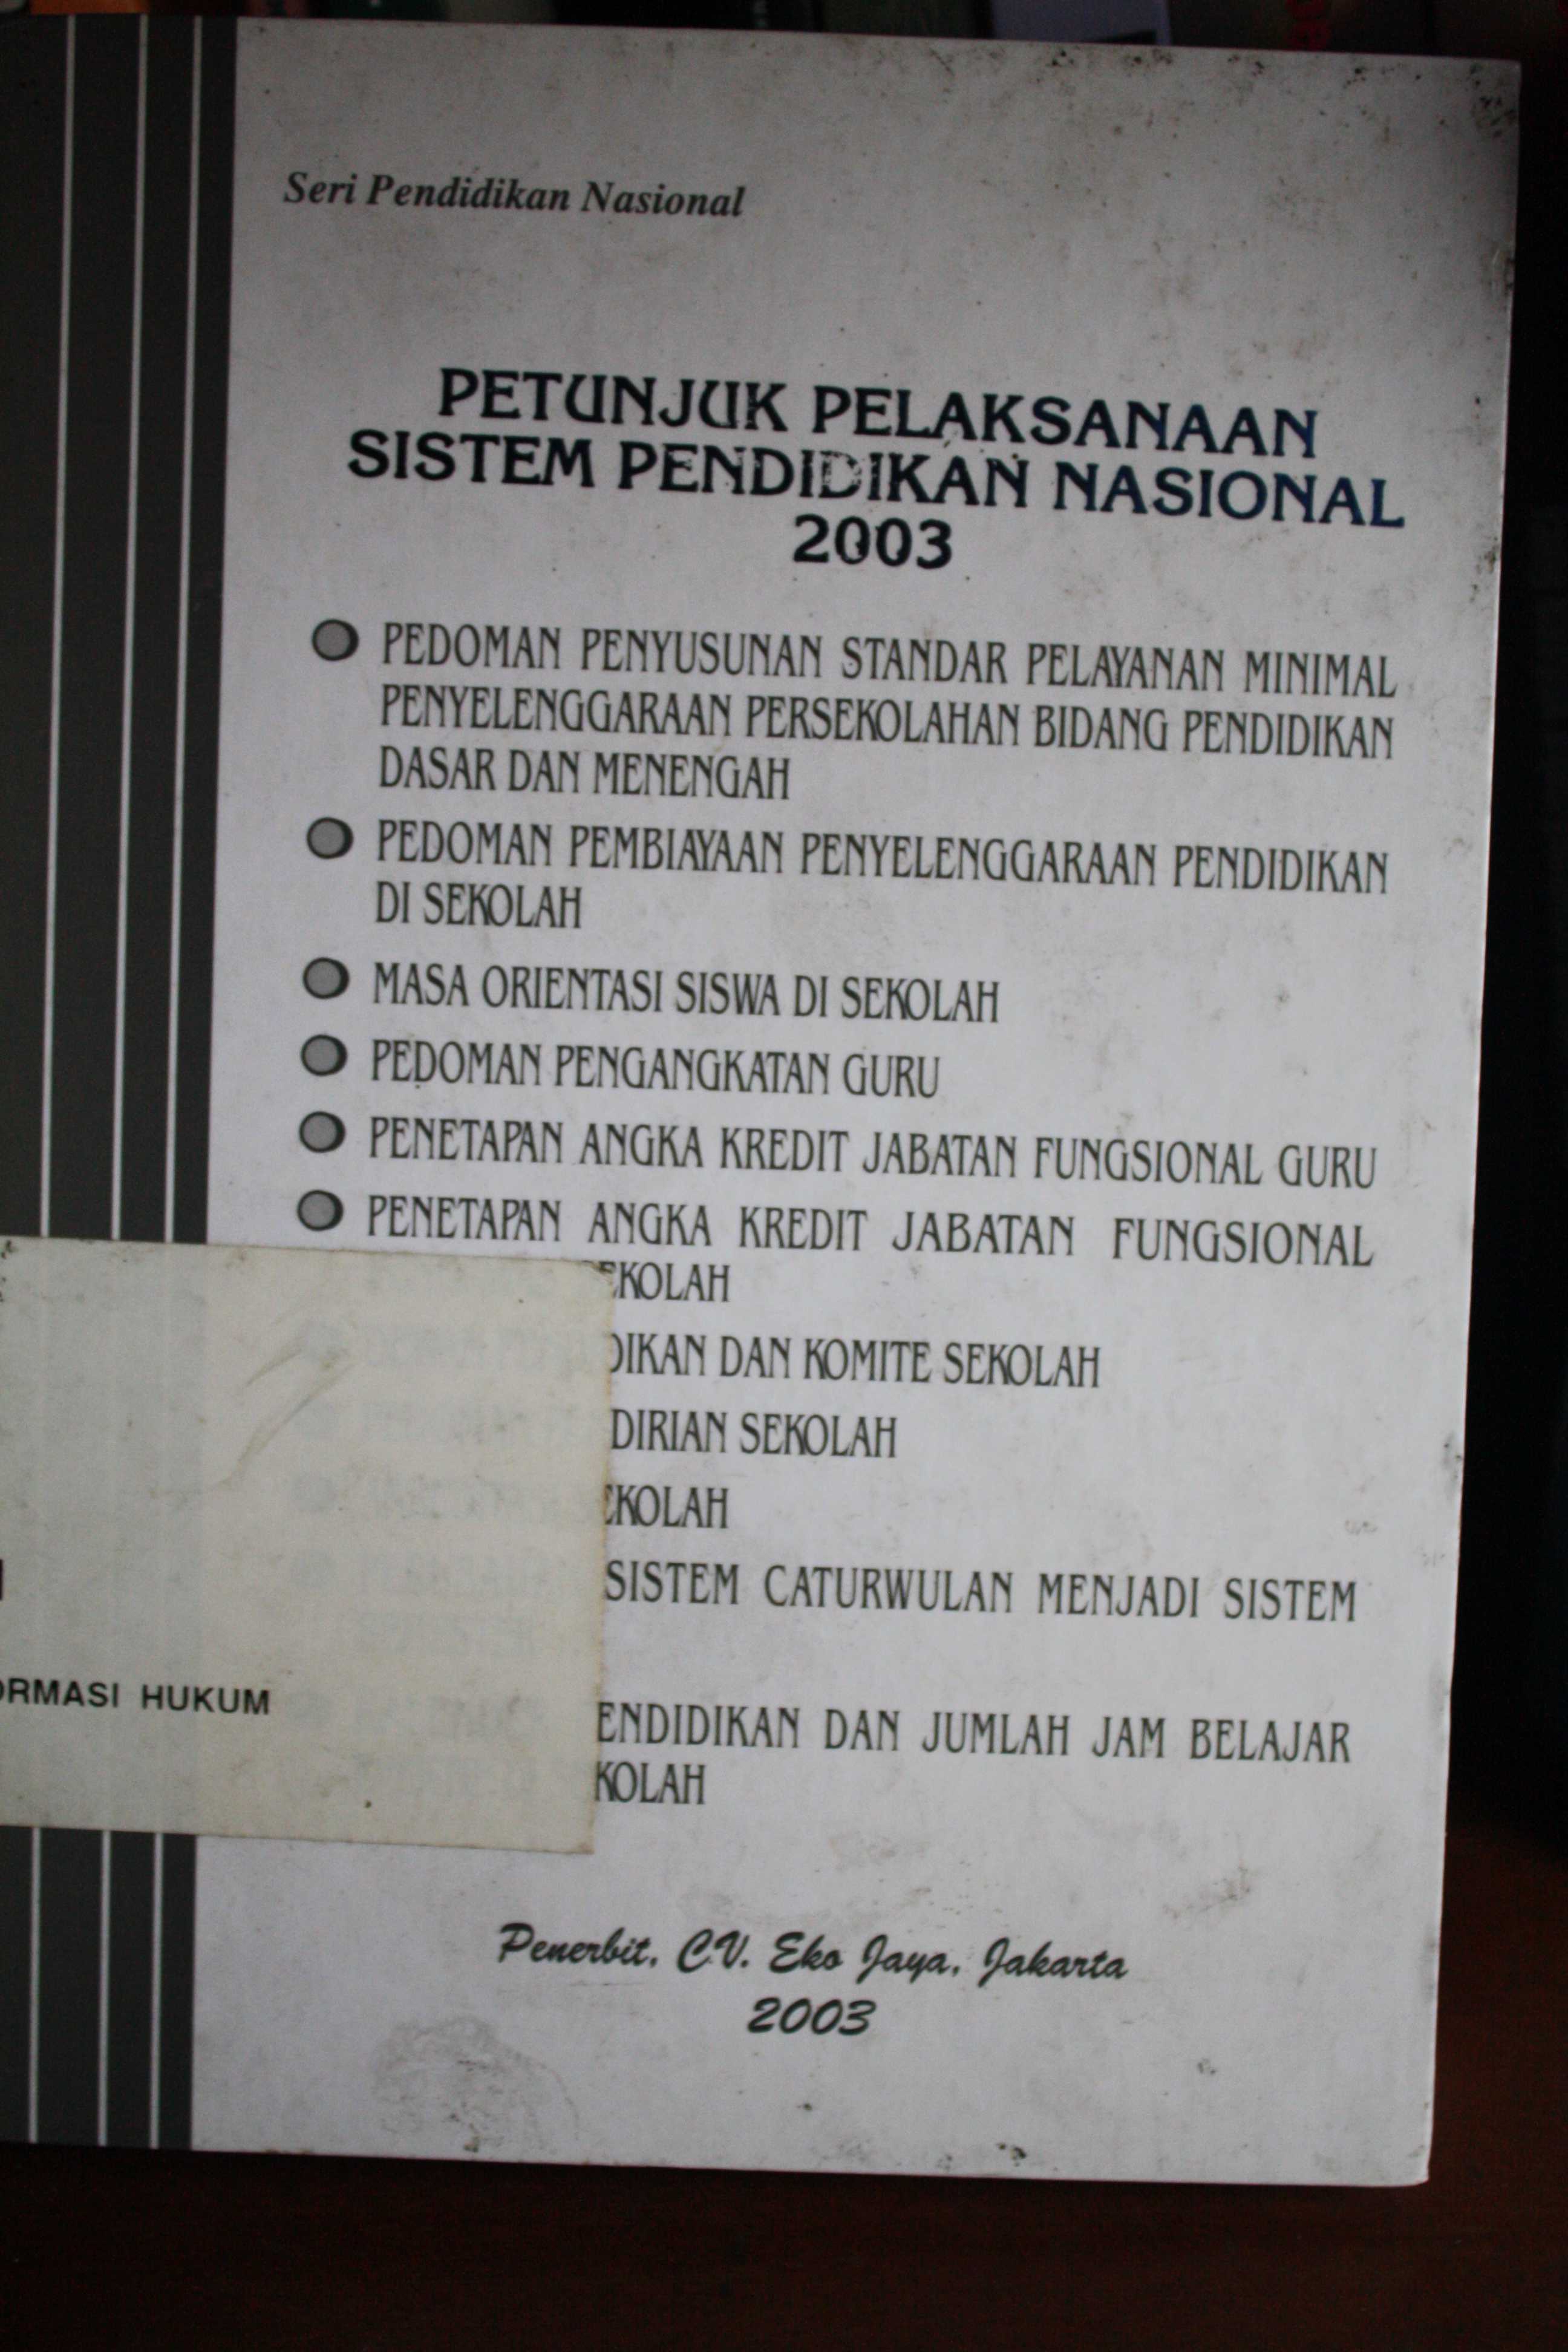 Seri Pendidikan Nasional
PETUNJUK PELAKSANAAN
SISTEM PENDIDIKAN NASIONAL
2003
PEDOMAN PENYUSUNAN STANDAR PELAYANAN MINIMAL
PENYELENGGARAAN PERSEKOLAHAN BIDANG PENDIDIKAN
DASAR DAN MENENGAH
PEDOMAN PEMBIAYAAN PENYELENGGARAAN PENDIDIKAN
DI SEKOLAH
MASA ORIENTASI SISWA DI SEKOLAH
PEDOMAN PENGANGKATAN GURU
PENETAPAN ANGKA KREDIT JABATAN FUNGSIONAL GURU
PENETAPAN ANGKA KREDIT JABATAN FUNGSIONAL
EKOLAH
DIKAN DAN KOMITE SEKOLAH
DIRIAN SEKOLAH
EKOLAH
SISTEM CATURWULAN MENJADI SISTEM
ORMASI HUKUM
ENDIDIKAN DAN JUMLAH JAM BELAJAR
KOLAH
Penerbit. CV. Eko Jaya. Jakarta
2003